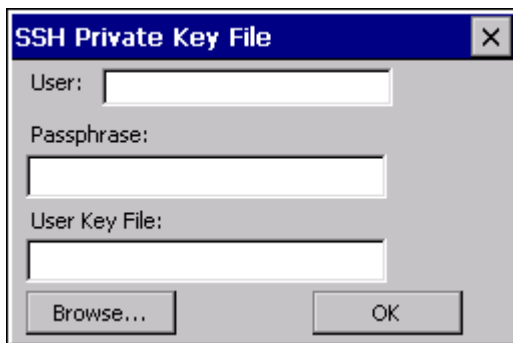 SSH Private Key File
User:
Passphrase:
User Key File:
Browse... OK